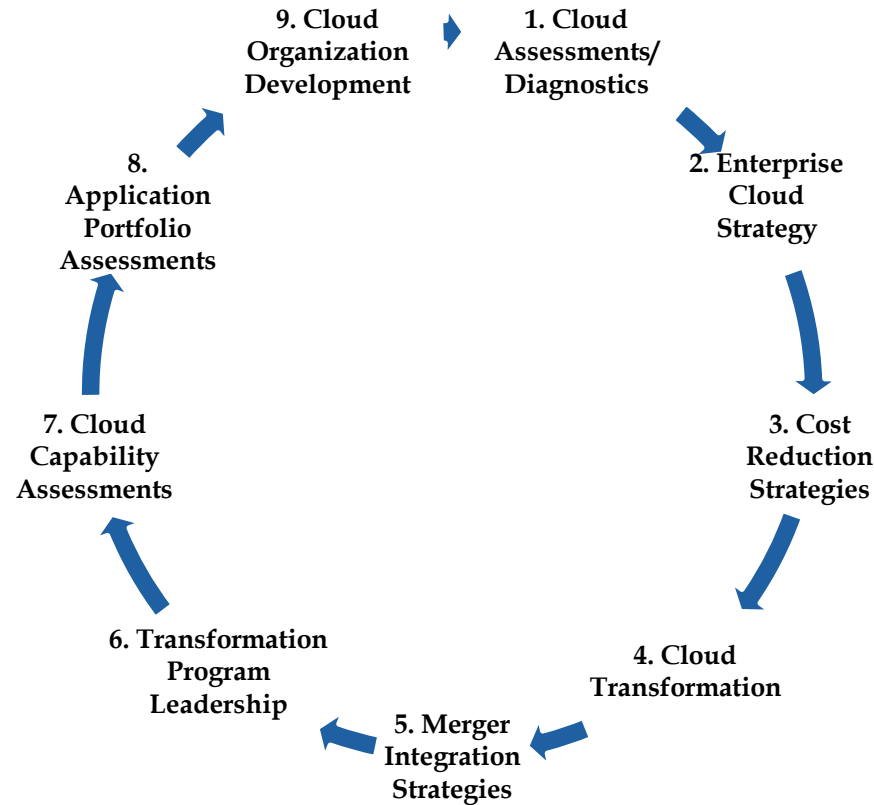 1. Cloud
Assessments/
Diagnostics
2. Enterprise
Cloud
Strategy
3. Cost
Reduction
Strategies
4. Cloud
Transformation
5. Merger
Integration
Strategies
6. Transformation
Program
Leadership
7. Cloud
Capability
Assessments
8.
Application
Portfolio
Assessments
9. Cloud
Organization
Development